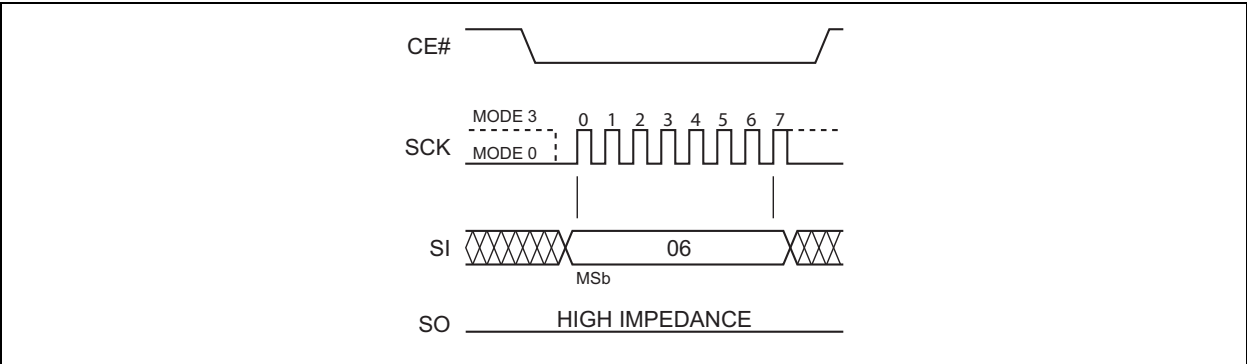 CE#
MODE 3
0 1 2 3 4 5 6 7
SCK
MODE 0
SI
06
MSb
SO
HIGH IMPEDANCE